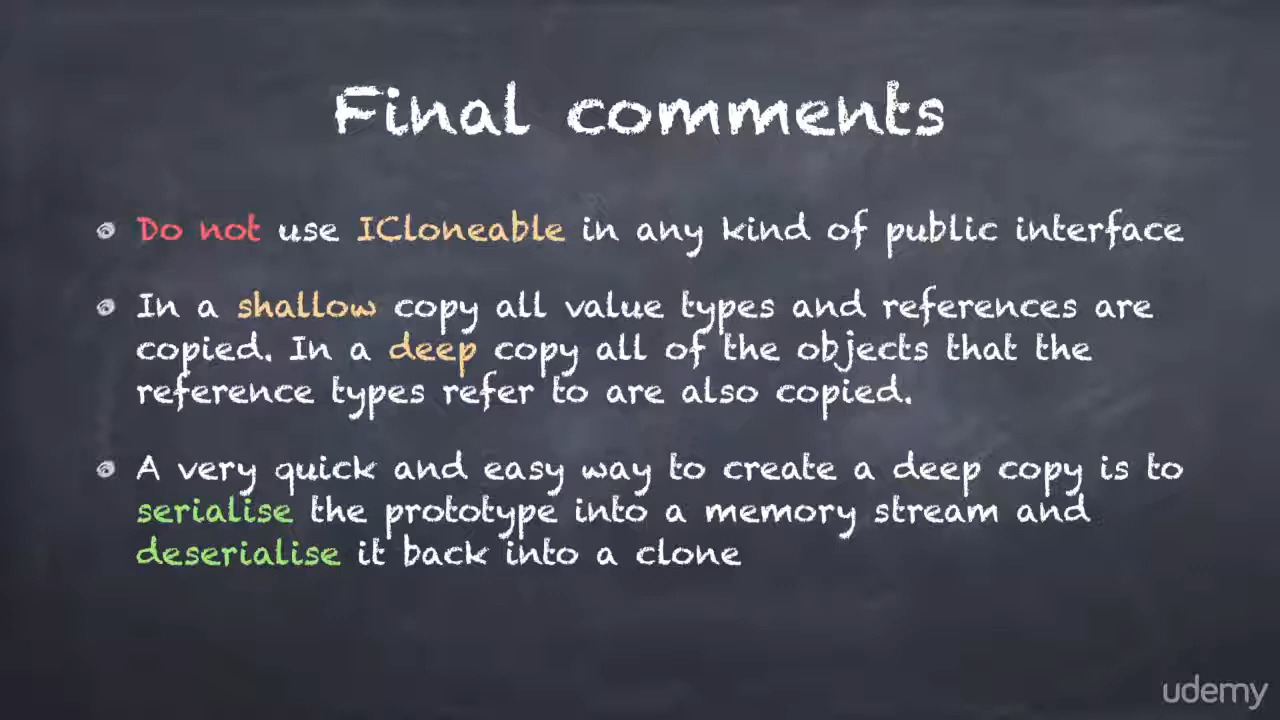 Final comments
Do not use ICloneable in any kind of public interface
In a shallow copy all value types and references are
copied. In a deep copy all of the objects that the
reference types refer to are also copied.
A very quick and easy way to create a deep copy is to
serialise the prototype into a memory stream and
deserialise it back into a clone
udemy